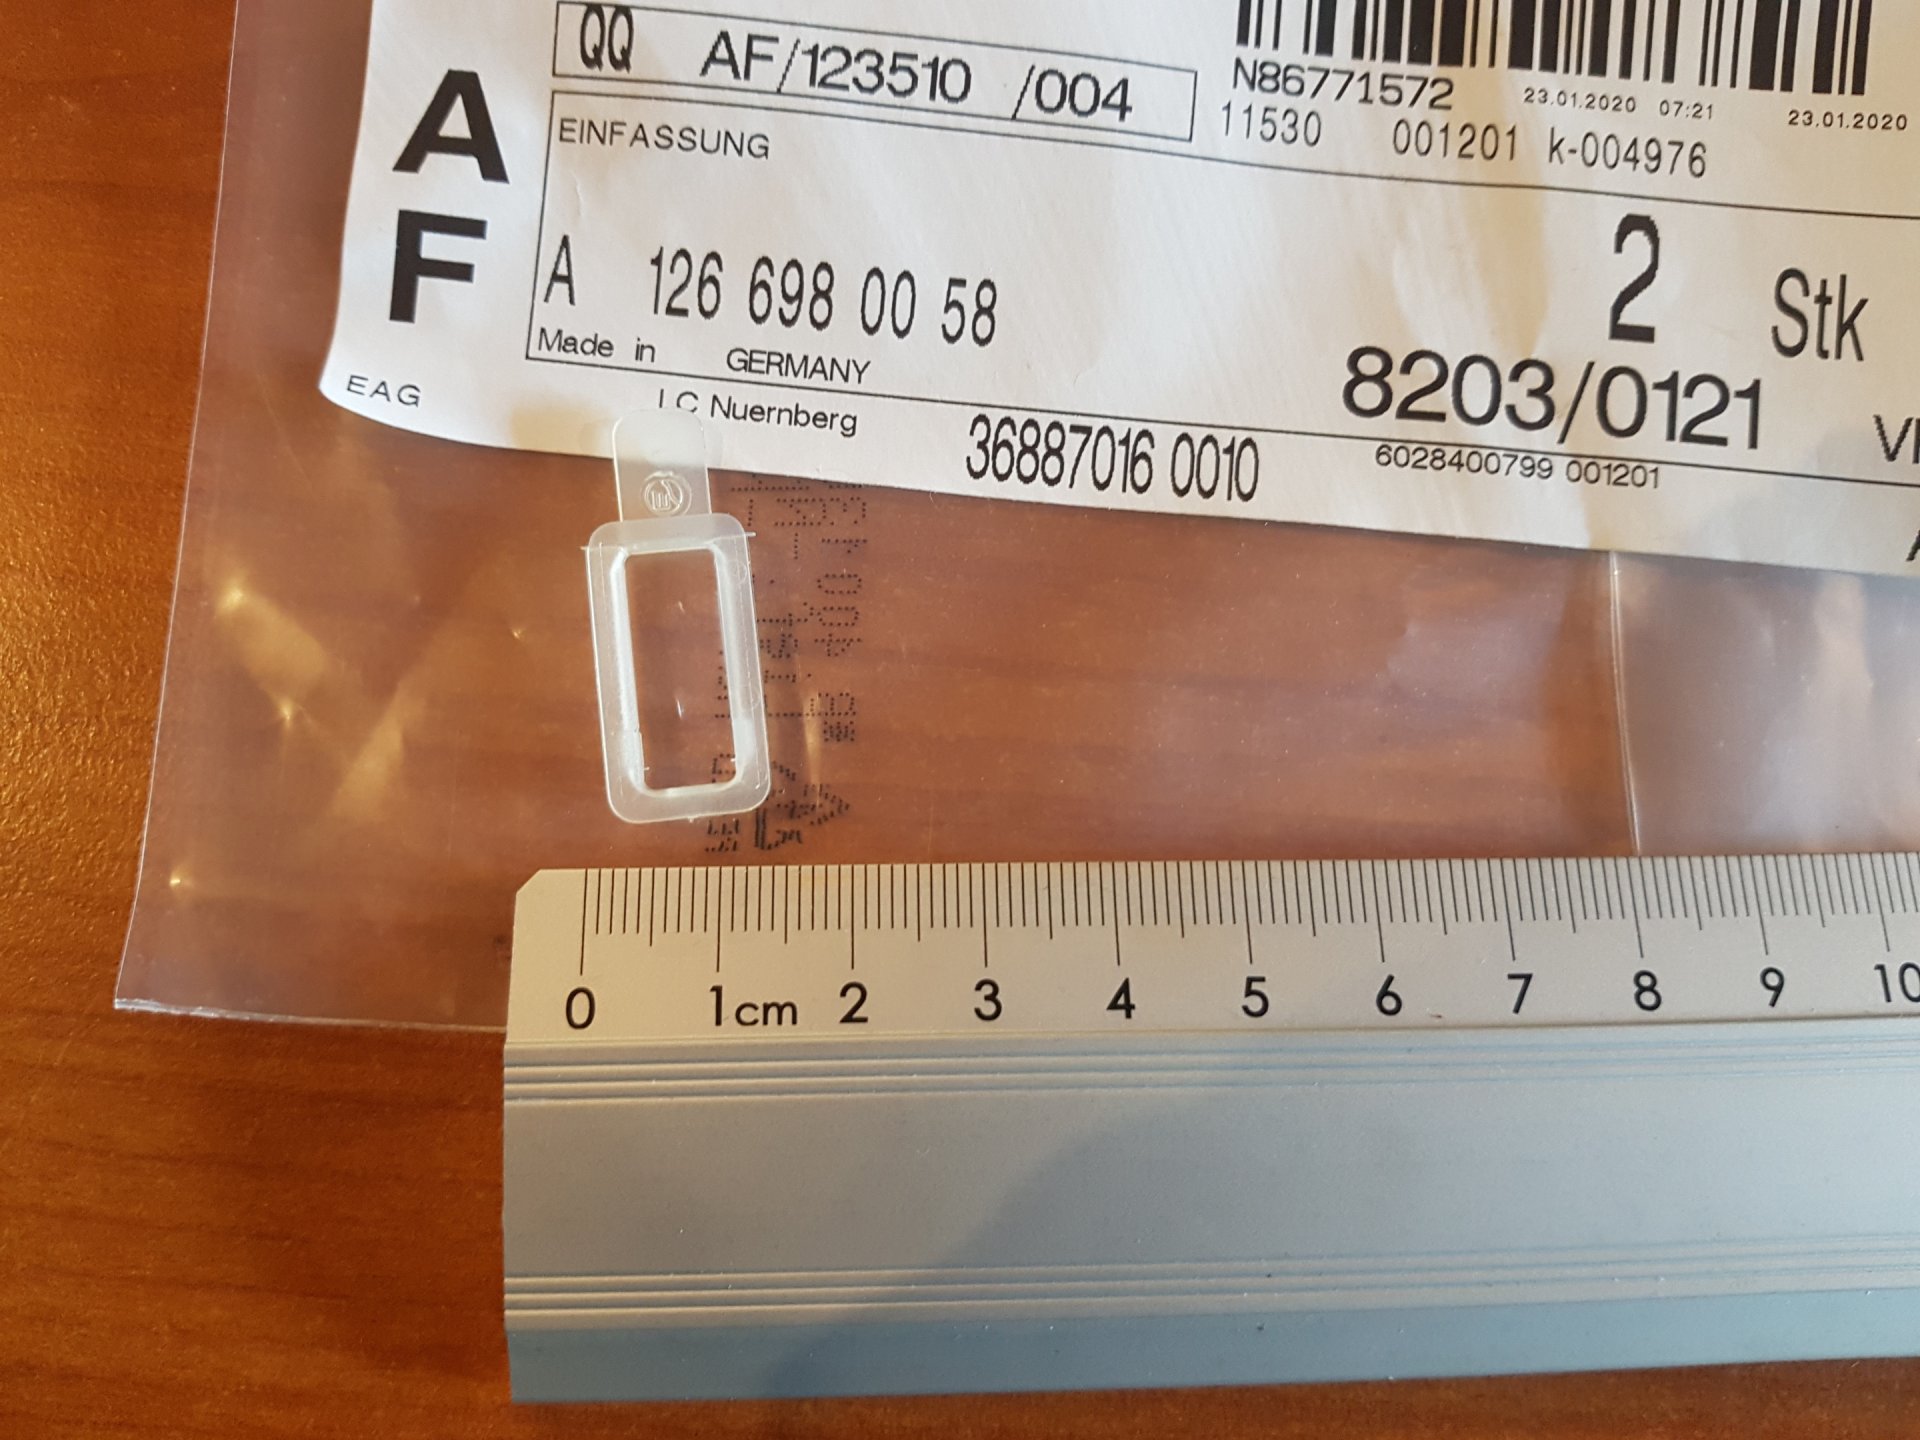 QQ AF/123510 /004
N86771572 23.01.2020 07:21 23.01.2020
11530 001201 k-004976
A F
EINFASSUNG
A 126 698 00 58
2 Stk
Made in GERMANY
8203/0121
EAG
I C Nuernberg
36887016 0010
6028400799 001201
0 1cm 2 3 4 5 6 7 8 9 10